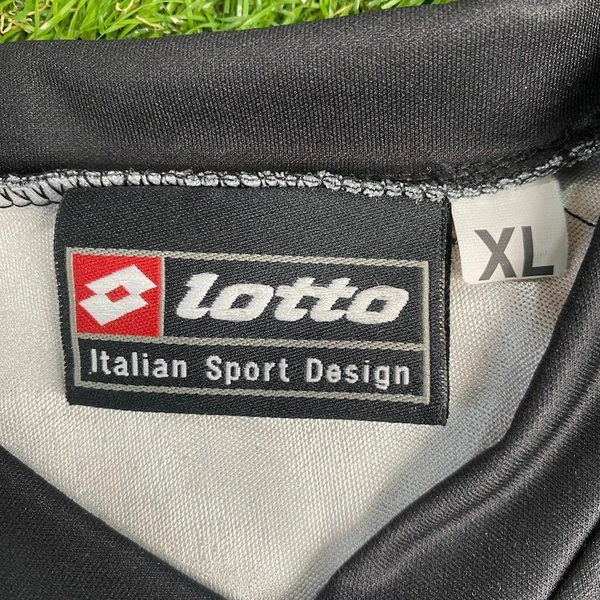 lotto
Italian Sport Design
XL